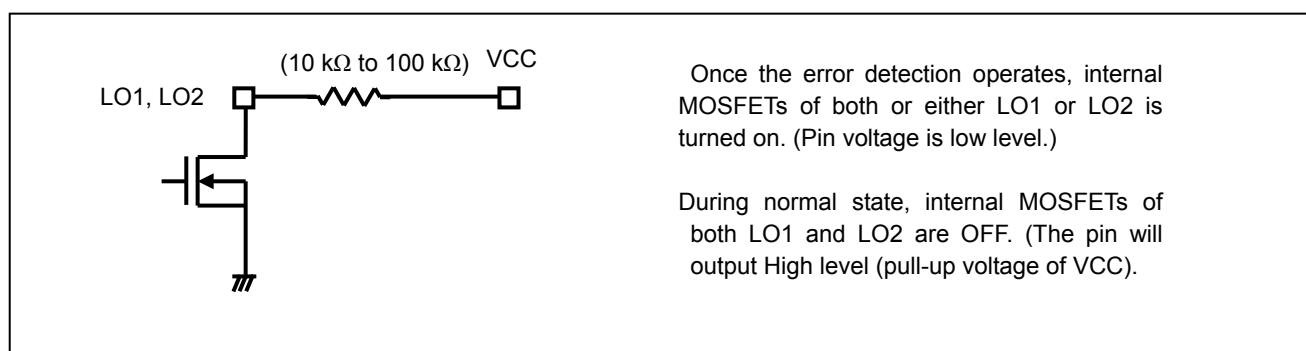 (10 kΩ to 100 kΩ) VCC
LO1, LO2
Once the error detection operates, internal
MOSFETs of both or either LO1 or LO2 is
turned on. (Pin voltage is low level.)
During normal state, internal MOSFETs of
both LO1 and LO2 are OFF. (The pin will
output High level (pull-up voltage of VCC).